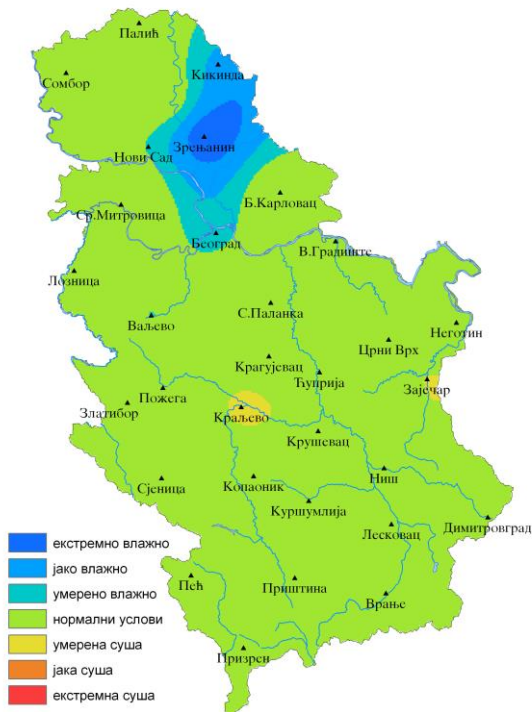 Палић
Сомбор
Кикинда
Зрењанин
Нови Сад
Б.Карловац
Ср.Митровица
Београд
В.Градиште
Лозница
Ваљево
С.Паланка
Неготин
Црни Врх
Крагујевац
Ћуприја
Зајечар
Пожега
Златибор
Краљево
Крушевац
Сјеница
Копаоник
Ниш
Куршумлија
Лесковац
Димитровград
Пећ
Приштина
Врање
Призрен
екстремно влажно
јако влажно
умерено влажно
нормални услови
умерена суша
јака суша
екстремна суша